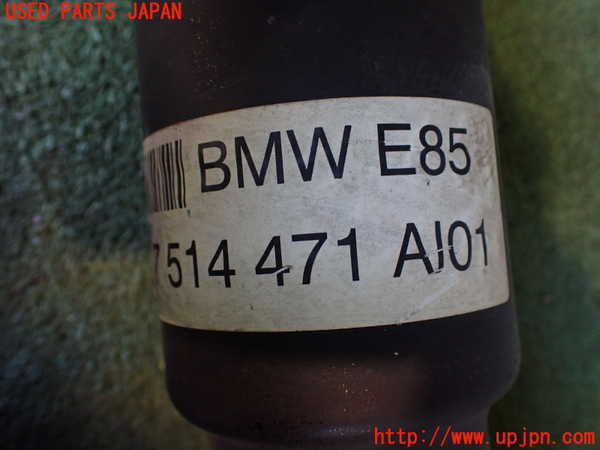 USED PARTS JAPAN
BMW E85
7 514 471 AI01
http://www.upjpn.com/